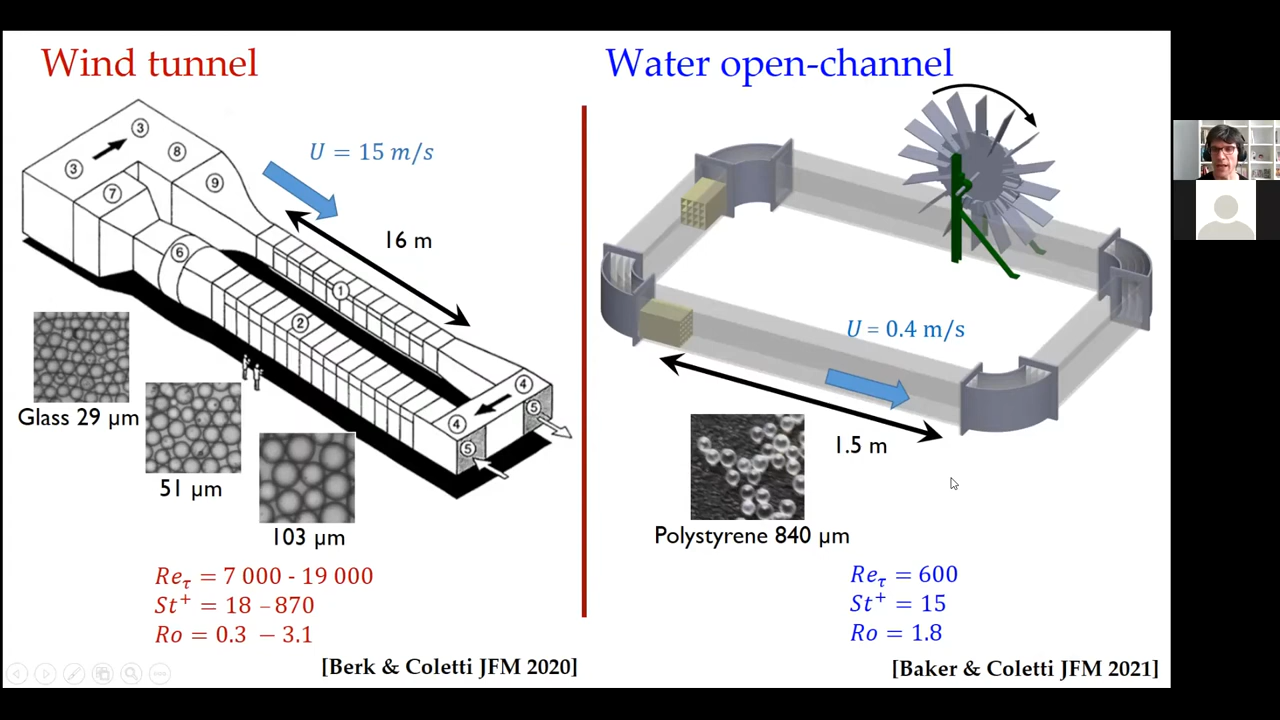 Wind tunnel
U = 15 m/s
16 m
3
3
8
7
9
6
1
2
4
5
4
5
Glass 29 µm
51 µm
103 µm
Re_τ = 7 000 - 19 000
St⁺ = 18 – 870
Ro = 0.3 – 3.1
[Berk & Coletti JFM 2020]
Water open-channel
U = 0.4 m/s
1.5 m
Polystyrene 840 µm
Re_τ = 600
St⁺ = 15
Ro = 1.8
[Baker & Coletti JFM 2021]